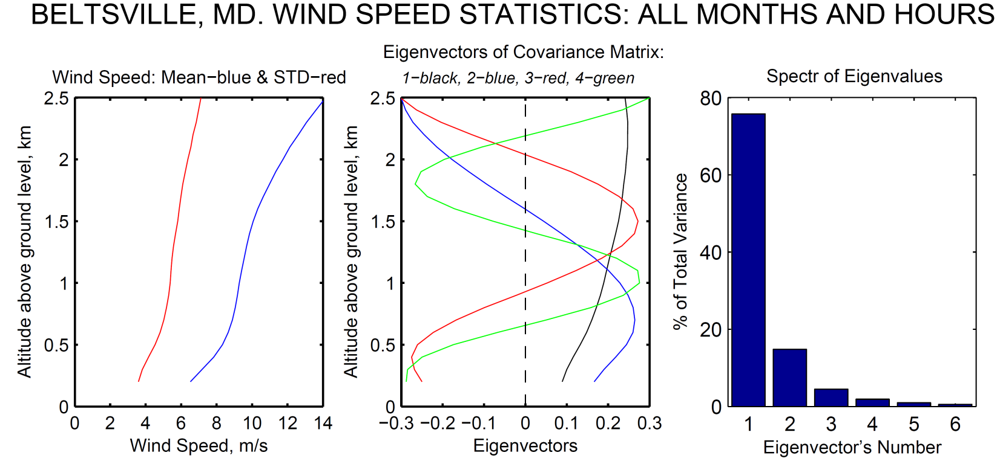 BELTSVILLE, MD. WIND SPEED STATISTICS: ALL MONTHS AND HOURS
Wind Speed: Mean−blue & STD−red
Altitude above ground level, km
2.5
2
1.5
1
0.5
0
0 2 4 6 8 10 12 14
Wind Speed, m/s
Eigenvectors of Covariance Matrix:
1−black, 2−blue, 3−red, 4−green
Altitude above ground level, km
2.5
2
1.5
1
0.5
0
−0.3 −0.2 −0.1 0 0.1 0.2 0.3
Eigenvectors
Spectr of Eigenvalues
% of Total Variance
80
60
40
20
0
1 2 3 4 5 6
Eigenvector’s Number